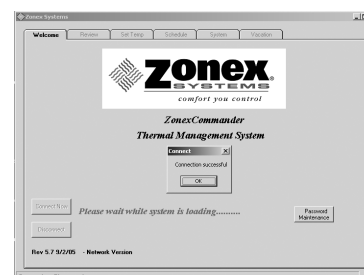 Zonex Systems
Welcome Review Set Temp Schedule System Vacation
ZONEX
SYSTEMS
comfort you control
ZonexCommander
Thermal Management System
Connect
Connection successful
OK
Connect Now
Please wait while system is loading..........
Password
Maintenance
Disconnect
Rev 5.7 9/2/05 - Network Version